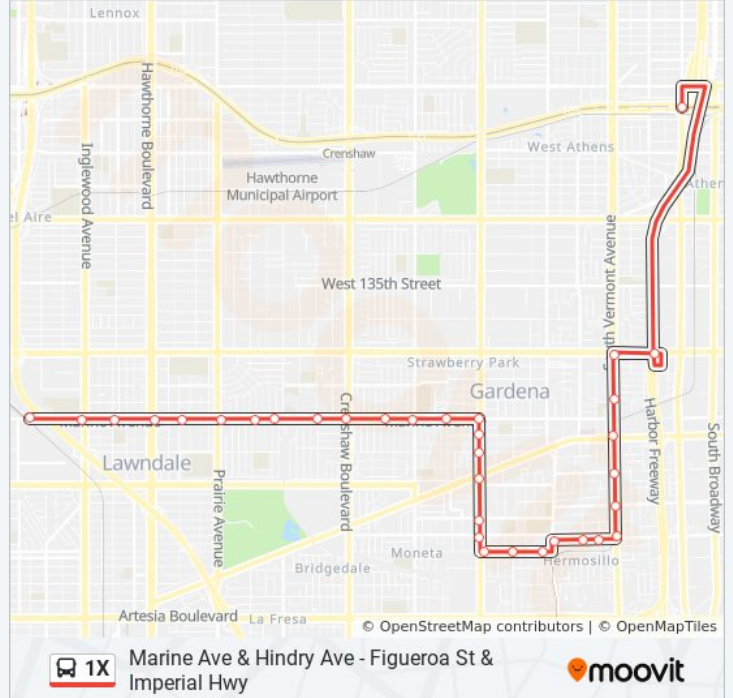 Lennox
Hawthorne Boulevard
Inglewood Avenue
Crenshaw
West Athens
Hawthorne
Municipal Airport
Athen
el Aire
West 135th Street
South Vermont Avenue
Strawberry Park
Gardena
Crenshaw Boulevard
Harbor Freeway
South Broadway
Lawndale
Prairie Avenue
Moneta
Hermosillo
Bridgedale
Artesia Boulevard
La Fresa
© OpenStreetMap contributors | © OpenMapTiles
1X
Marine Ave & Hindry Ave - Figueroa St &
Imperial Hwy
moovit